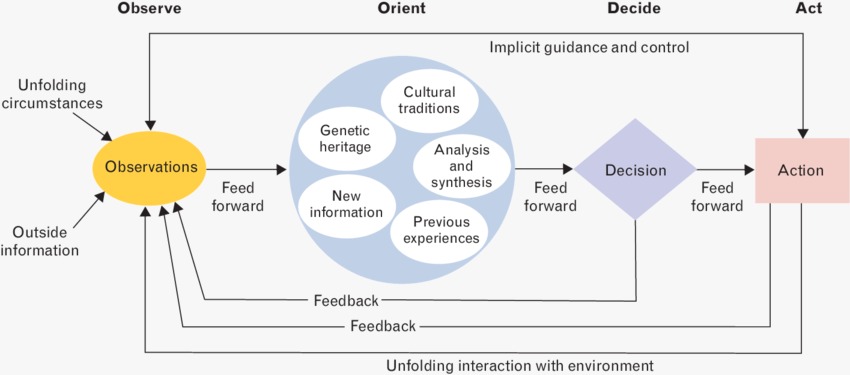 Observe
Orient
Decide
Act
Implicit guidance and control
Unfolding
circumstances
Observations
Outside
information
Feed
forward
Cultural
traditions
Genetic
heritage
Analysis
and
synthesis
New
information
Previous
experiences
Feed
forward
Decision
Feed
forward
Action
Feedback
Feedback
Unfolding interaction with environment